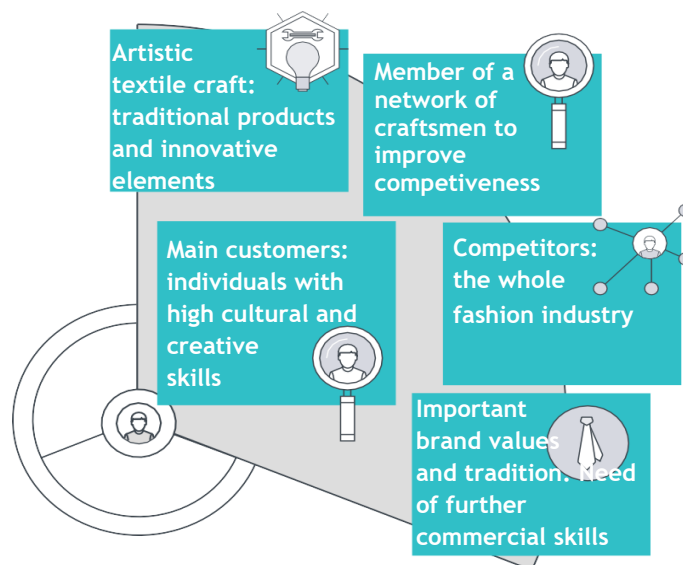 Artistic
textile craft:
traditional products
and innovative
elements
Member of a
network of
craftsmen to
improve
competiveness
Main customers:
individuals with
high cultural and
creative
skills
Competitors:
the whole
fashion industry
Important
brand values
and tradition. Need
of further
commercial skills